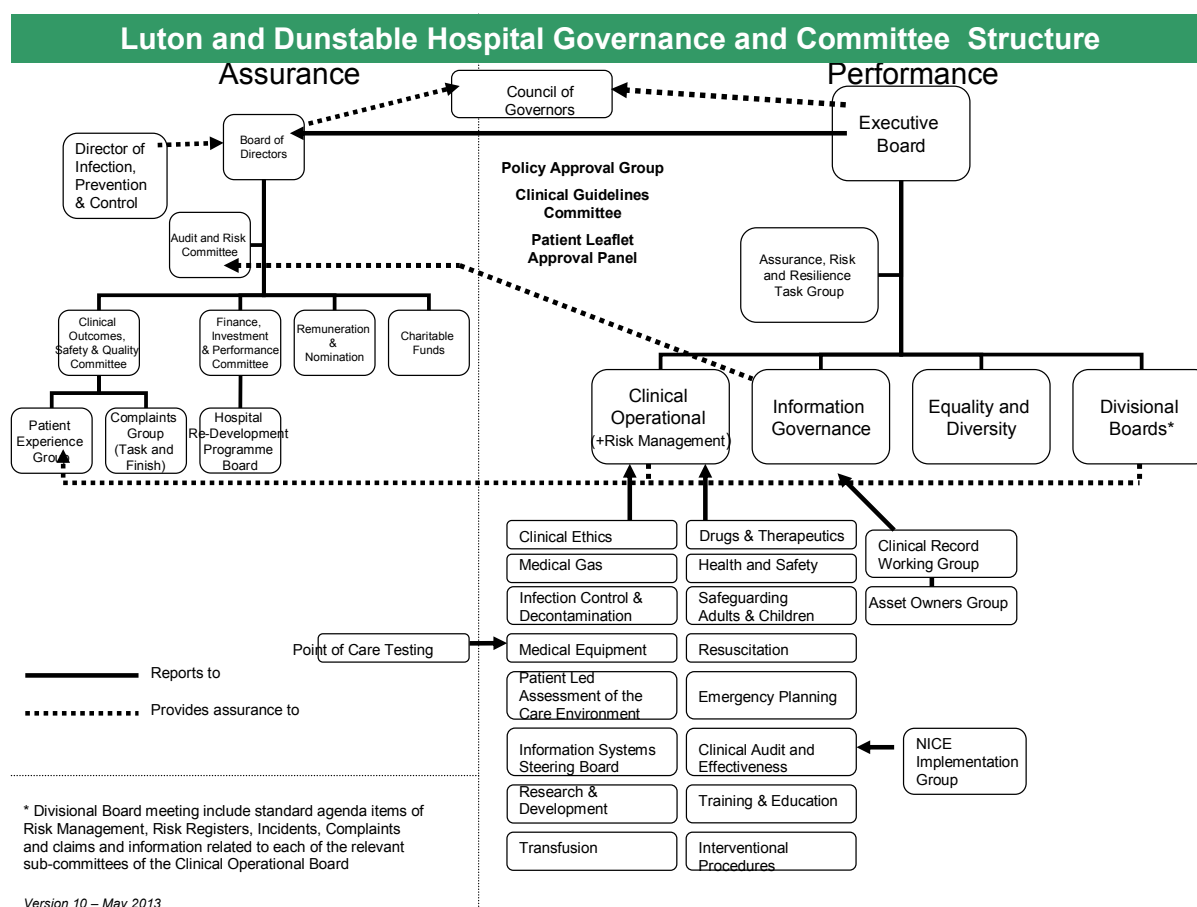 Luton and Dunstable Hospital Governance and Committee Structure
Assurance
Performance
Council of
Governors
Executive
Board
Board of
Directors
Director of
Infection,
Prevention
& Control
Policy Approval Group
Clinical Guidelines
Committee
Patient Leaflet
Approval Panel
Audit and Risk
Committee
Assurance, Risk
and Resilience
Task Group
Clinical
Outcomes,
Safety & Quality
Committee
Finance,
Investment
& Performance
Committee
Remuneration
&
Nomination
Charitable
Funds
Patient
Experience
Group
Complaints
Group
(Task and
Finish)
Hospital
Re-Development
Programme
Board
Clinical
Operational
(+Risk Management)
Information
Governance
Equality and
Diversity
Divisional
Boards*
Clinical Ethics
Medical Gas
Infection Control &
Decontamination
Medical Equipment
Patient Led
Assessment of the
Care Environment
Information Systems
Steering Board
Research &
Development
Transfusion
Drugs & Therapeutics
Health and Safety
Safeguarding
Adults & Children
Resuscitation
Emergency Planning
Clinical Audit and
Effectiveness
Training & Education
Interventional
Procedures
Clinical Record
Working Group
Asset Owners Group
Point of Care Testing
NICE
Implementation
Group
Reports to
Provides assurance to
* Divisional Board meeting include standard agenda items of
Risk Management, Risk Registers, Incidents, Complaints
and claims and information related to each of the relevant
sub-committees of the Clinical Operational Board
Version 10 – May 2013